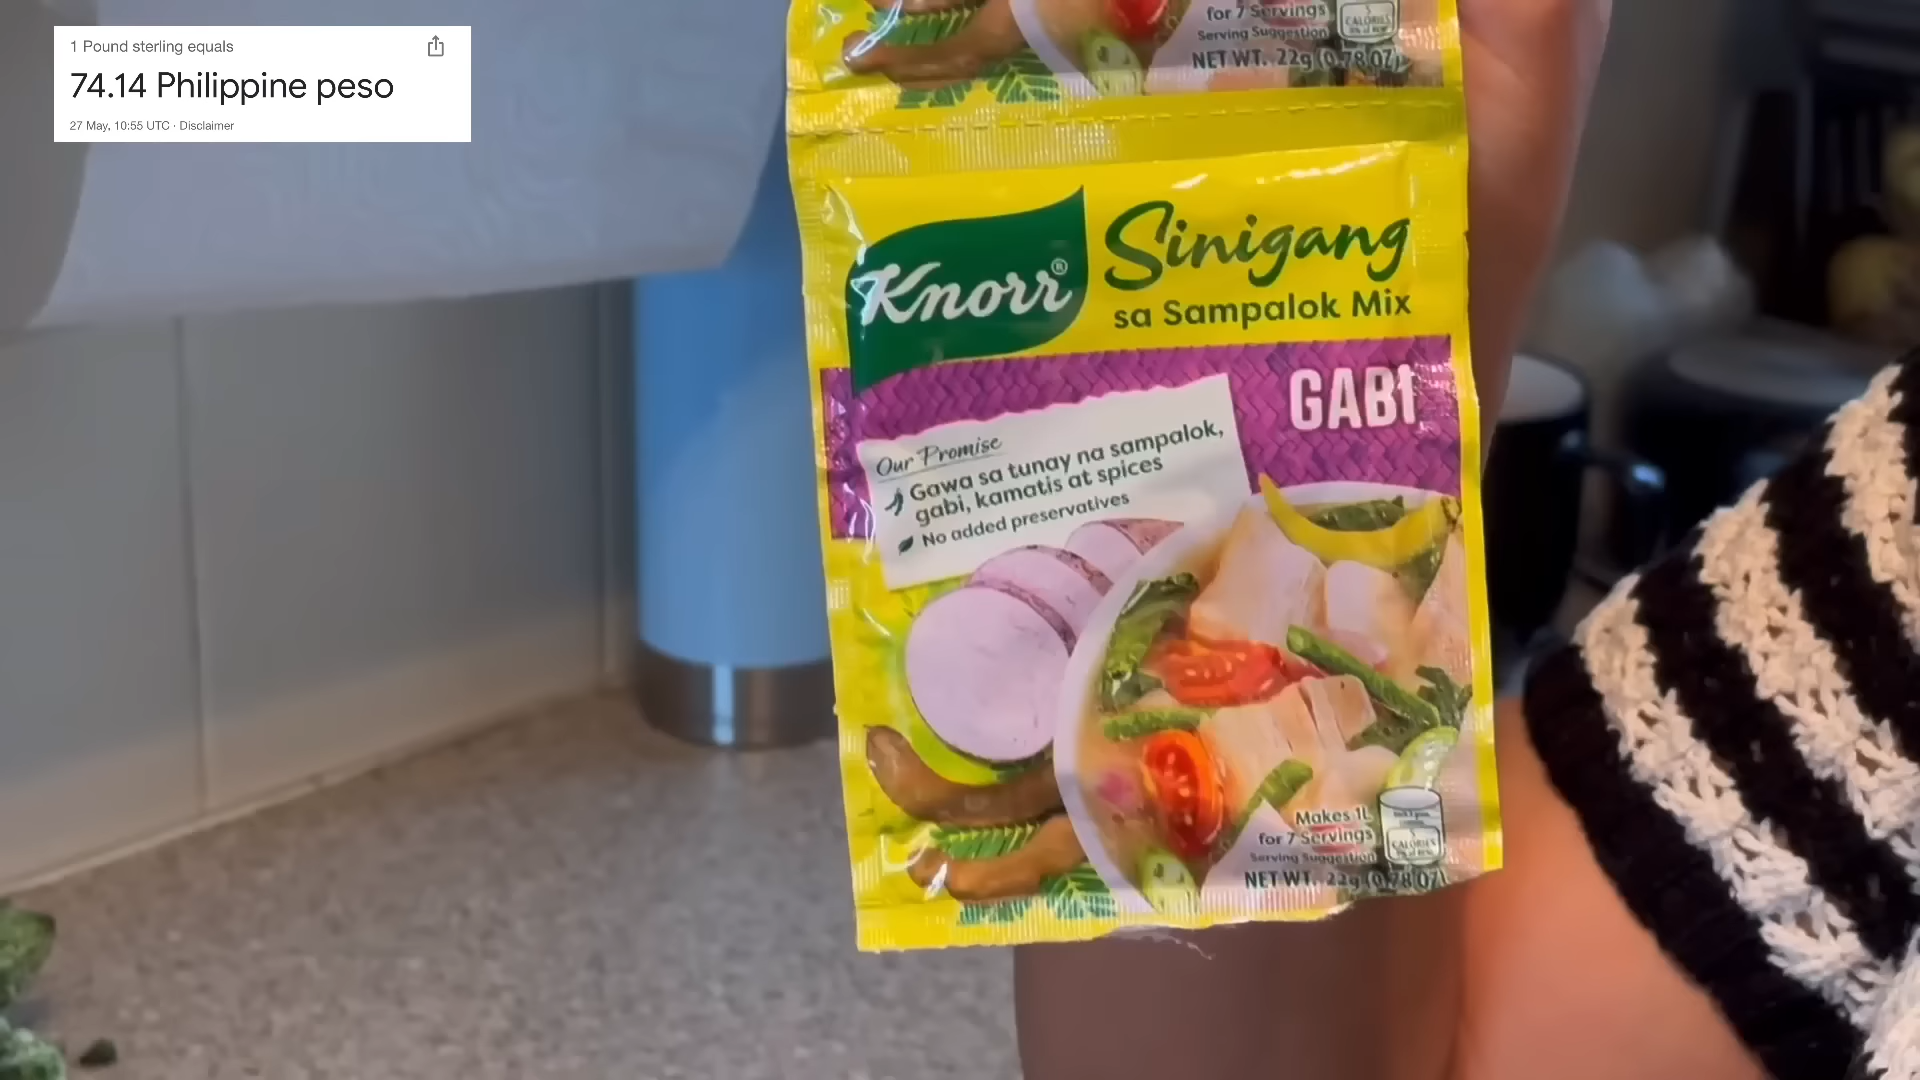 1 Pound sterling equals
74.14 Philippine peso
27 May, 10:55 UTC · Disclaimer
for 7 Servings
Serving Suggestion
NET WT. 22g (0.78 OZ)
CALORIES
Knorr®
Sinigang
sa Sampalok Mix
GABI
Our Promise
Gawa sa tunay na sampalok,
gabi, kamatis at spices
No added preservatives
Makes 1L
for 7 Servings
Serving Suggestion
NET WT. 22g (0.78 OZ)
CALORIES